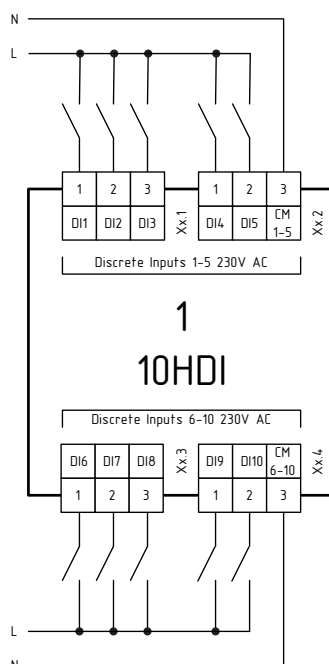 N
L
1 2 3 1 2 3
DI1 DI2 DI3 Xx.1 DI4 DI5 CM 1-5 Xx.2
Discrete Inputs 1-5 230V AC
1
10HDI
Discrete Inputs 6-10 230V AC
DI6 DI7 DI8 Xx.3 DI9 DI10 CM 6-10 Xx.4
1 2 3 1 2 3
L
N